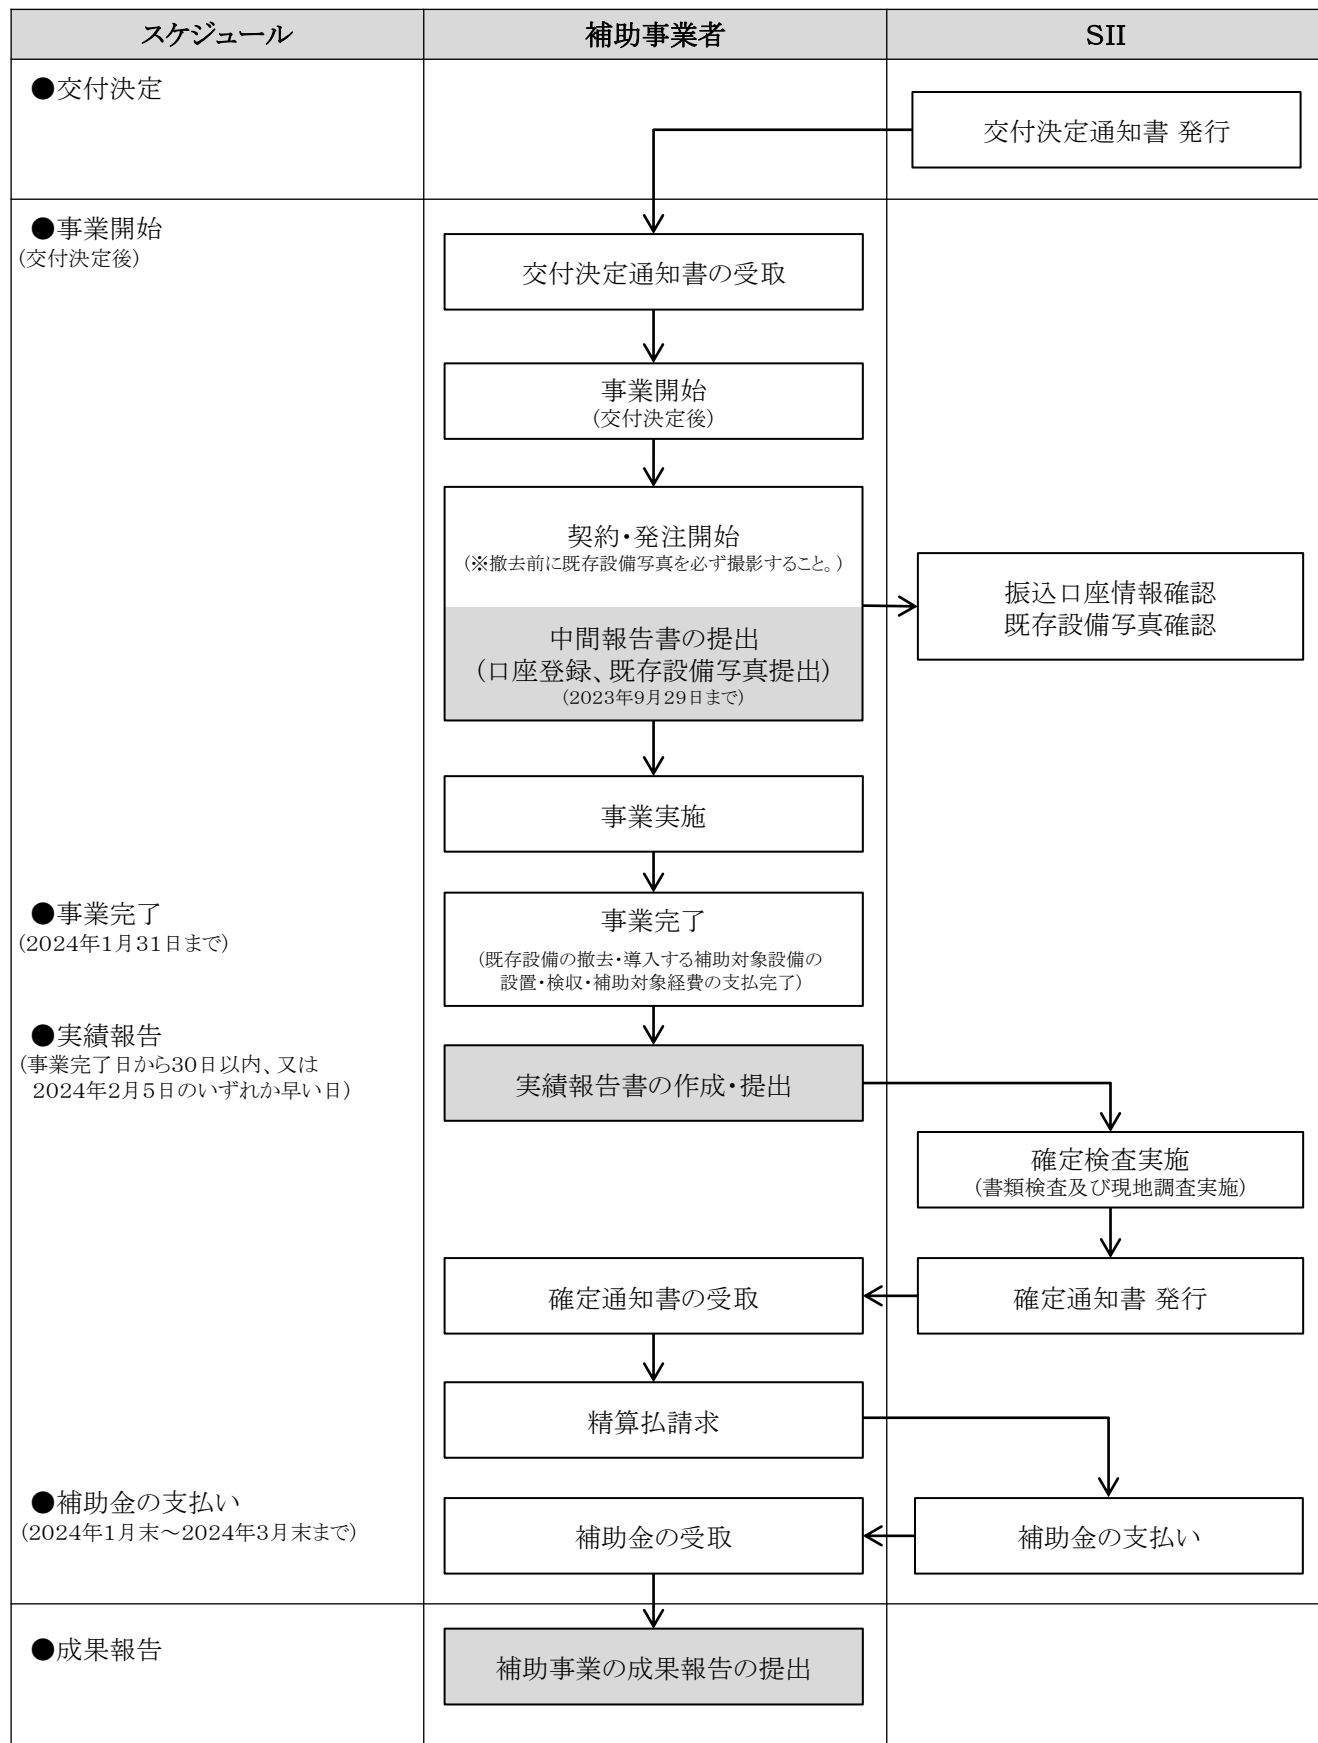 スケジュール
補助事業者
SII
●交付決定
交付決定通知書 発行
●事業開始
(交付決定後)
交付決定通知書の受取
事業開始
(交付決定後)
契約・発注開始
(※撤去前に既存設備写真を必ず撮影すること。)
中間報告書の提出
(口座登録、既存設備写真提出)
(2023年9月29日まで)
振込口座情報確認
既存設備写真確認
事業実施
●事業完了
(2024年1月31日まで)
事業完了
(既存設備の撤去・導入する補助対象設備の
設置・検収・補助対象経費の支払完了)
●実績報告
(事業完了日から30日以内、又は
2024年2月5日のいずれか早い日)
実績報告書の作成・提出
確定検査実施
(書類検査及び現地調査実施)
確定通知書の受取
確定通知書 発行
精算払請求
●補助金の支払い
(2024年1月末～2024年3月末まで)
補助金の受取
補助金の支払い
●成果報告
補助事業の成果報告の提出